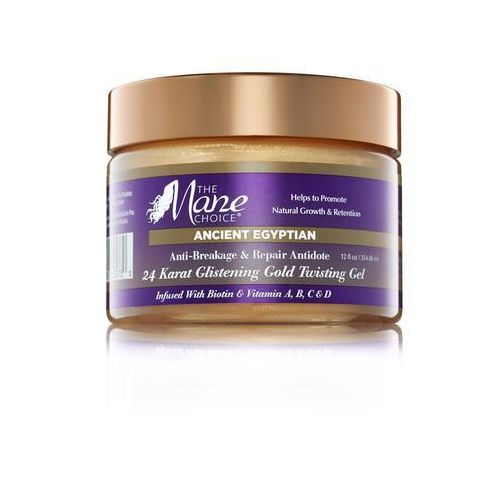 THE
Mane
CHOICE®
Helps to Promote
Natural Growth & Retention
ANCIENT EGYPTIAN
Anti-Breakage & Repair Antidote
12 fl oz / 354.88 ml
24 Karat Glistening Gold Twisting Gel
Infused With Biotin & Vitamin A, B, C & D